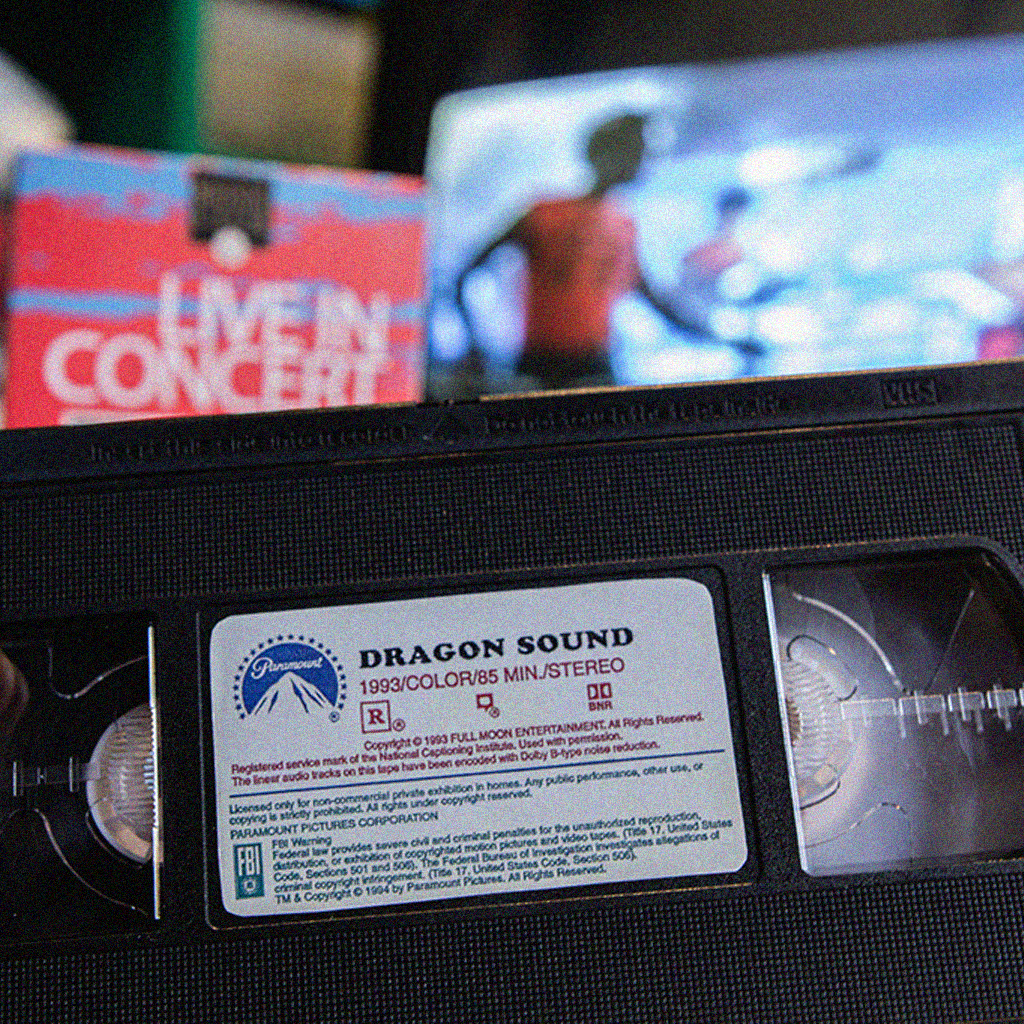 LIVE IN
CONCERT
VHS
Paramount
®
DRAGON SOUND
1993/COLOR/85 MIN./STEREO
R ®
®
BNR
Copyright © 1993 FULL MOON ENTERTAINMENT. All Rights Reserved.
Registered service mark of the National Captioning Institute. Used with permission.
The linear audio tracks on this tape have been encoded with Dolby B-type noise reduction.
Licensed only for non-commercial private exhibition in homes. Any public performance, other use, or
copying is strictly prohibited. All rights under copyright reserved.
PARAMOUNT PICTURES CORPORATION
FBI
FBI Warning
Federal law provides severe civil and criminal penalties for the unauthorized reproduction,
distribution, or exhibition of copyrighted motion pictures and video tapes. (Title 17, United States
Code, Sections 501 and 506). The Federal Bureau of Investigation investigates allegations of
criminal copyright infringement. (Title 17, United States Code, Section 506).
TM & Copyright © 1994 by Paramount Pictures. All Rights Reserved.